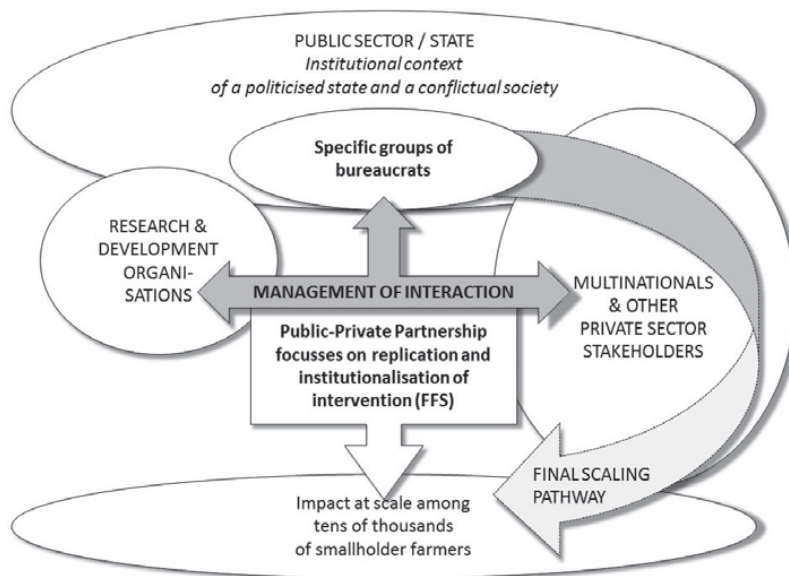 PUBLIC SECTOR / STATE
Institutional context
of a politicised state and a conflictual society
Specific groups of
bureaucrats
RESEARCH &
DEVELOPMENT
ORGANI-
SATIONS
MANAGEMENT OF INTERACTION
MULTINATIONALS
& OTHER
PRIVATE SECTOR
STAKEHOLDERS
Public-Private Partnership
focusses on replication and
institutionalisation of
intervention (FFS)
FINAL SCALING
PATHWAY
Impact at scale among
tens of thousands
of smallholder farmers